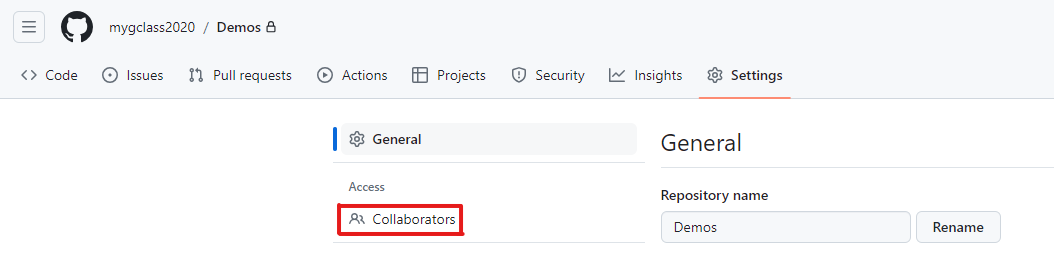 mygclass2020 / Demos
Code Issues Pull requests Actions Projects Security Insights Settings
General
General
Access
Repository name
Collaborators
Demos Rename